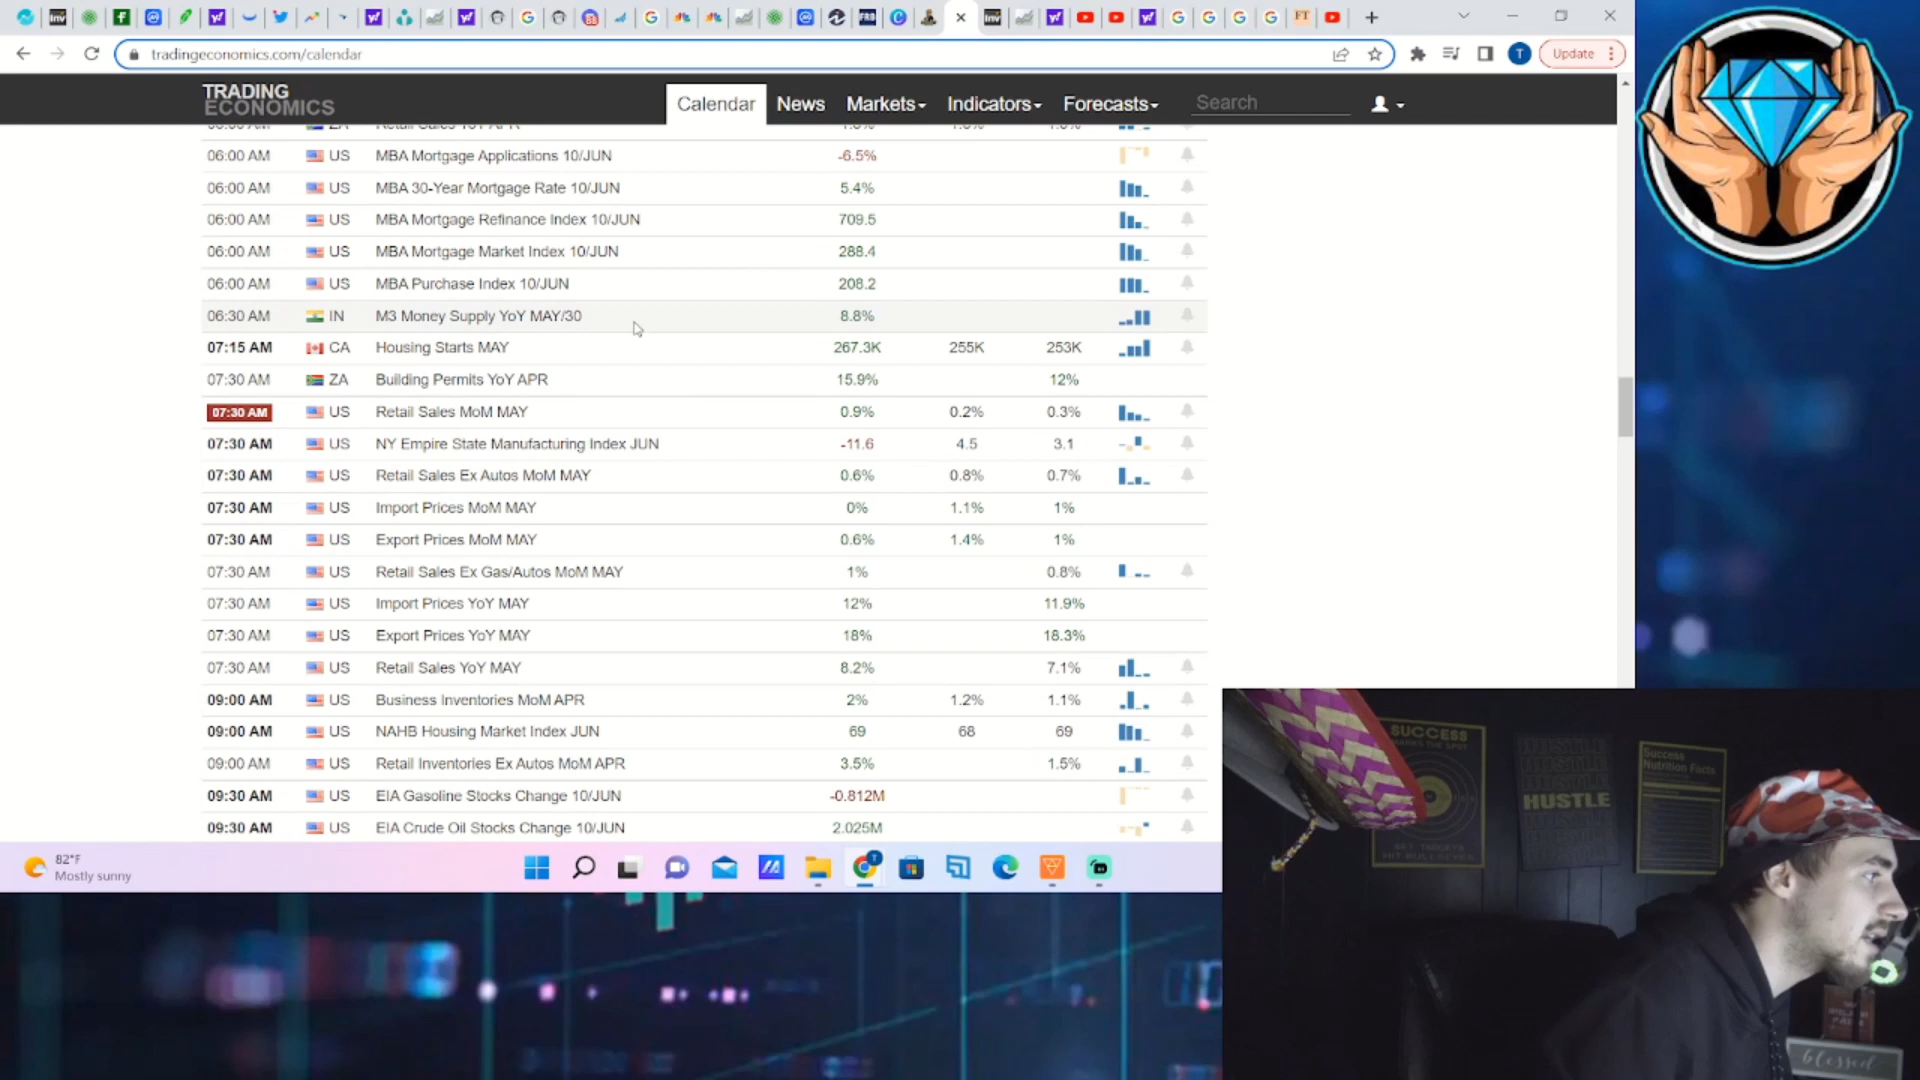 tradingeconomics.com/calendar
Update
TRADING
ECONOMICS
Calendar
News
Markets
Indicators
Forecasts
Search
06:00 AM US MBA Mortgage Applications 10/JUN -6.5%
06:00 AM US MBA 30-Year Mortgage Rate 10/JUN 5.4%
06:00 AM US MBA Mortgage Refinance Index 10/JUN 709.5
06:00 AM US MBA Mortgage Market Index 10/JUN 288.4
06:00 AM US MBA Purchase Index 10/JUN 208.2
06:30 AM IN M3 Money Supply YoY MAY/30 8.8%
07:15 AM CA Housing Starts MAY 267.3K 255K 253K
07:30 AM ZA Building Permits YoY APR 15.9% 12%
07:30 AM US Retail Sales MoM MAY 0.9% 0.2% 0.3%
07:30 AM US NY Empire State Manufacturing Index JUN -11.6 4.5 3.1
07:30 AM US Retail Sales Ex Autos MoM MAY 0.6% 0.8% 0.7%
07:30 AM US Import Prices MoM MAY 0% 1.1% 1%
07:30 AM US Export Prices MoM MAY 0.6% 1.4% 1%
07:30 AM US Retail Sales Ex Gas/Autos MoM MAY 1% 0.8%
07:30 AM US Import Prices YoY MAY 12% 11.9%
07:30 AM US Export Prices YoY MAY 18% 18.3%
07:30 AM US Retail Sales YoY MAY 8.2% 7.1%
09:00 AM US Business Inventories MoM APR 2% 1.2% 1.1%
09:00 AM US NAHB Housing Market Index JUN 69 68 69
09:00 AM US Retail Inventories Ex Autos MoM APR 3.5% 1.5%
09:30 AM US EIA Gasoline Stocks Change 10/JUN -0.812M
09:30 AM US EIA Crude Oil Stocks Change 10/JUN 2.025M
82°F
Mostly sunny
SUCCESS
HUSTLE
Success
Nutrition Facts
blessed